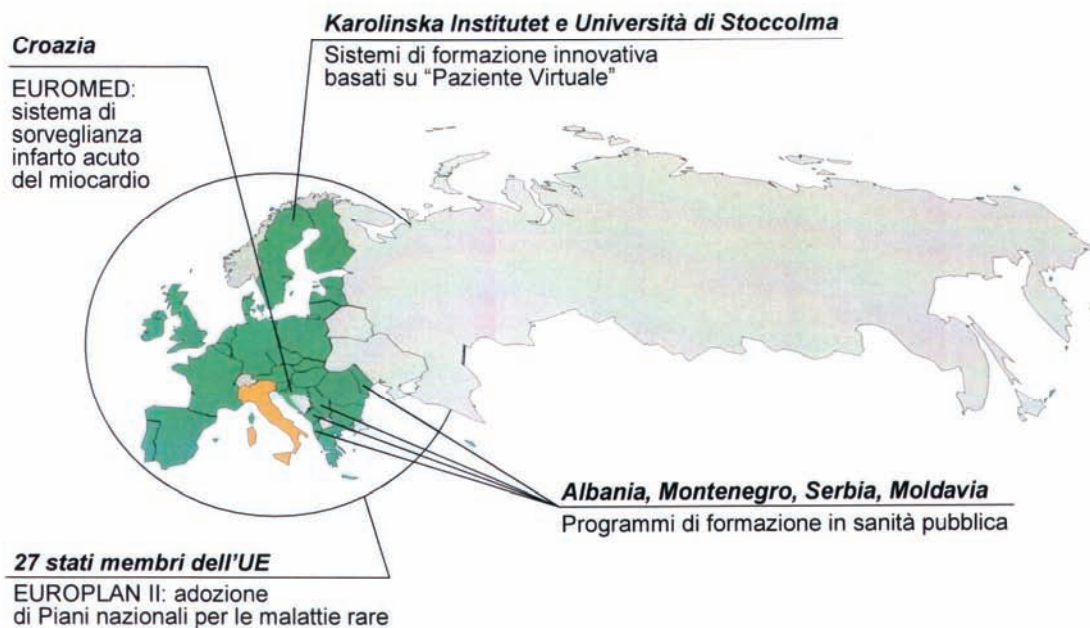 Karolinska Institutet e Università di Stoccolma
Sistemi di formazione innovativa
basati su “Paziente Virtuale”
Croazia
EUROMED:
sistema di
sorveglianza
infarto acuto
del miocardio
Albania, Montenegro, Serbia, Moldavia
Programmi di formazione in sanità pubblica
27 stati membri dell’UE
EUROPLAN II: adozione
di Piani nazionali per le malattie rare